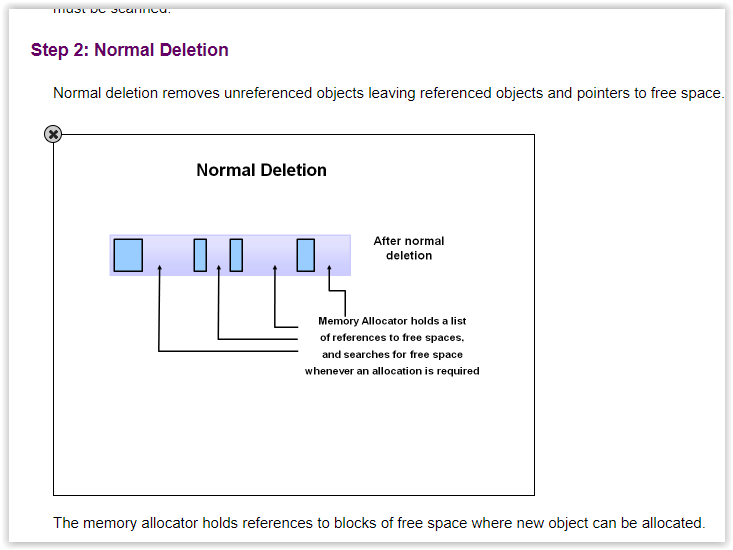 must be scanned.
Step 2: Normal Deletion
Normal deletion removes unreferenced objects leaving referenced objects and pointers to free space.
Normal Deletion
After normal
deletion
Memory Allocator holds a list
of references to free spaces,
and searches for free space
whenever an allocation is required
The memory allocator holds references to blocks of free space where new object can be allocated.